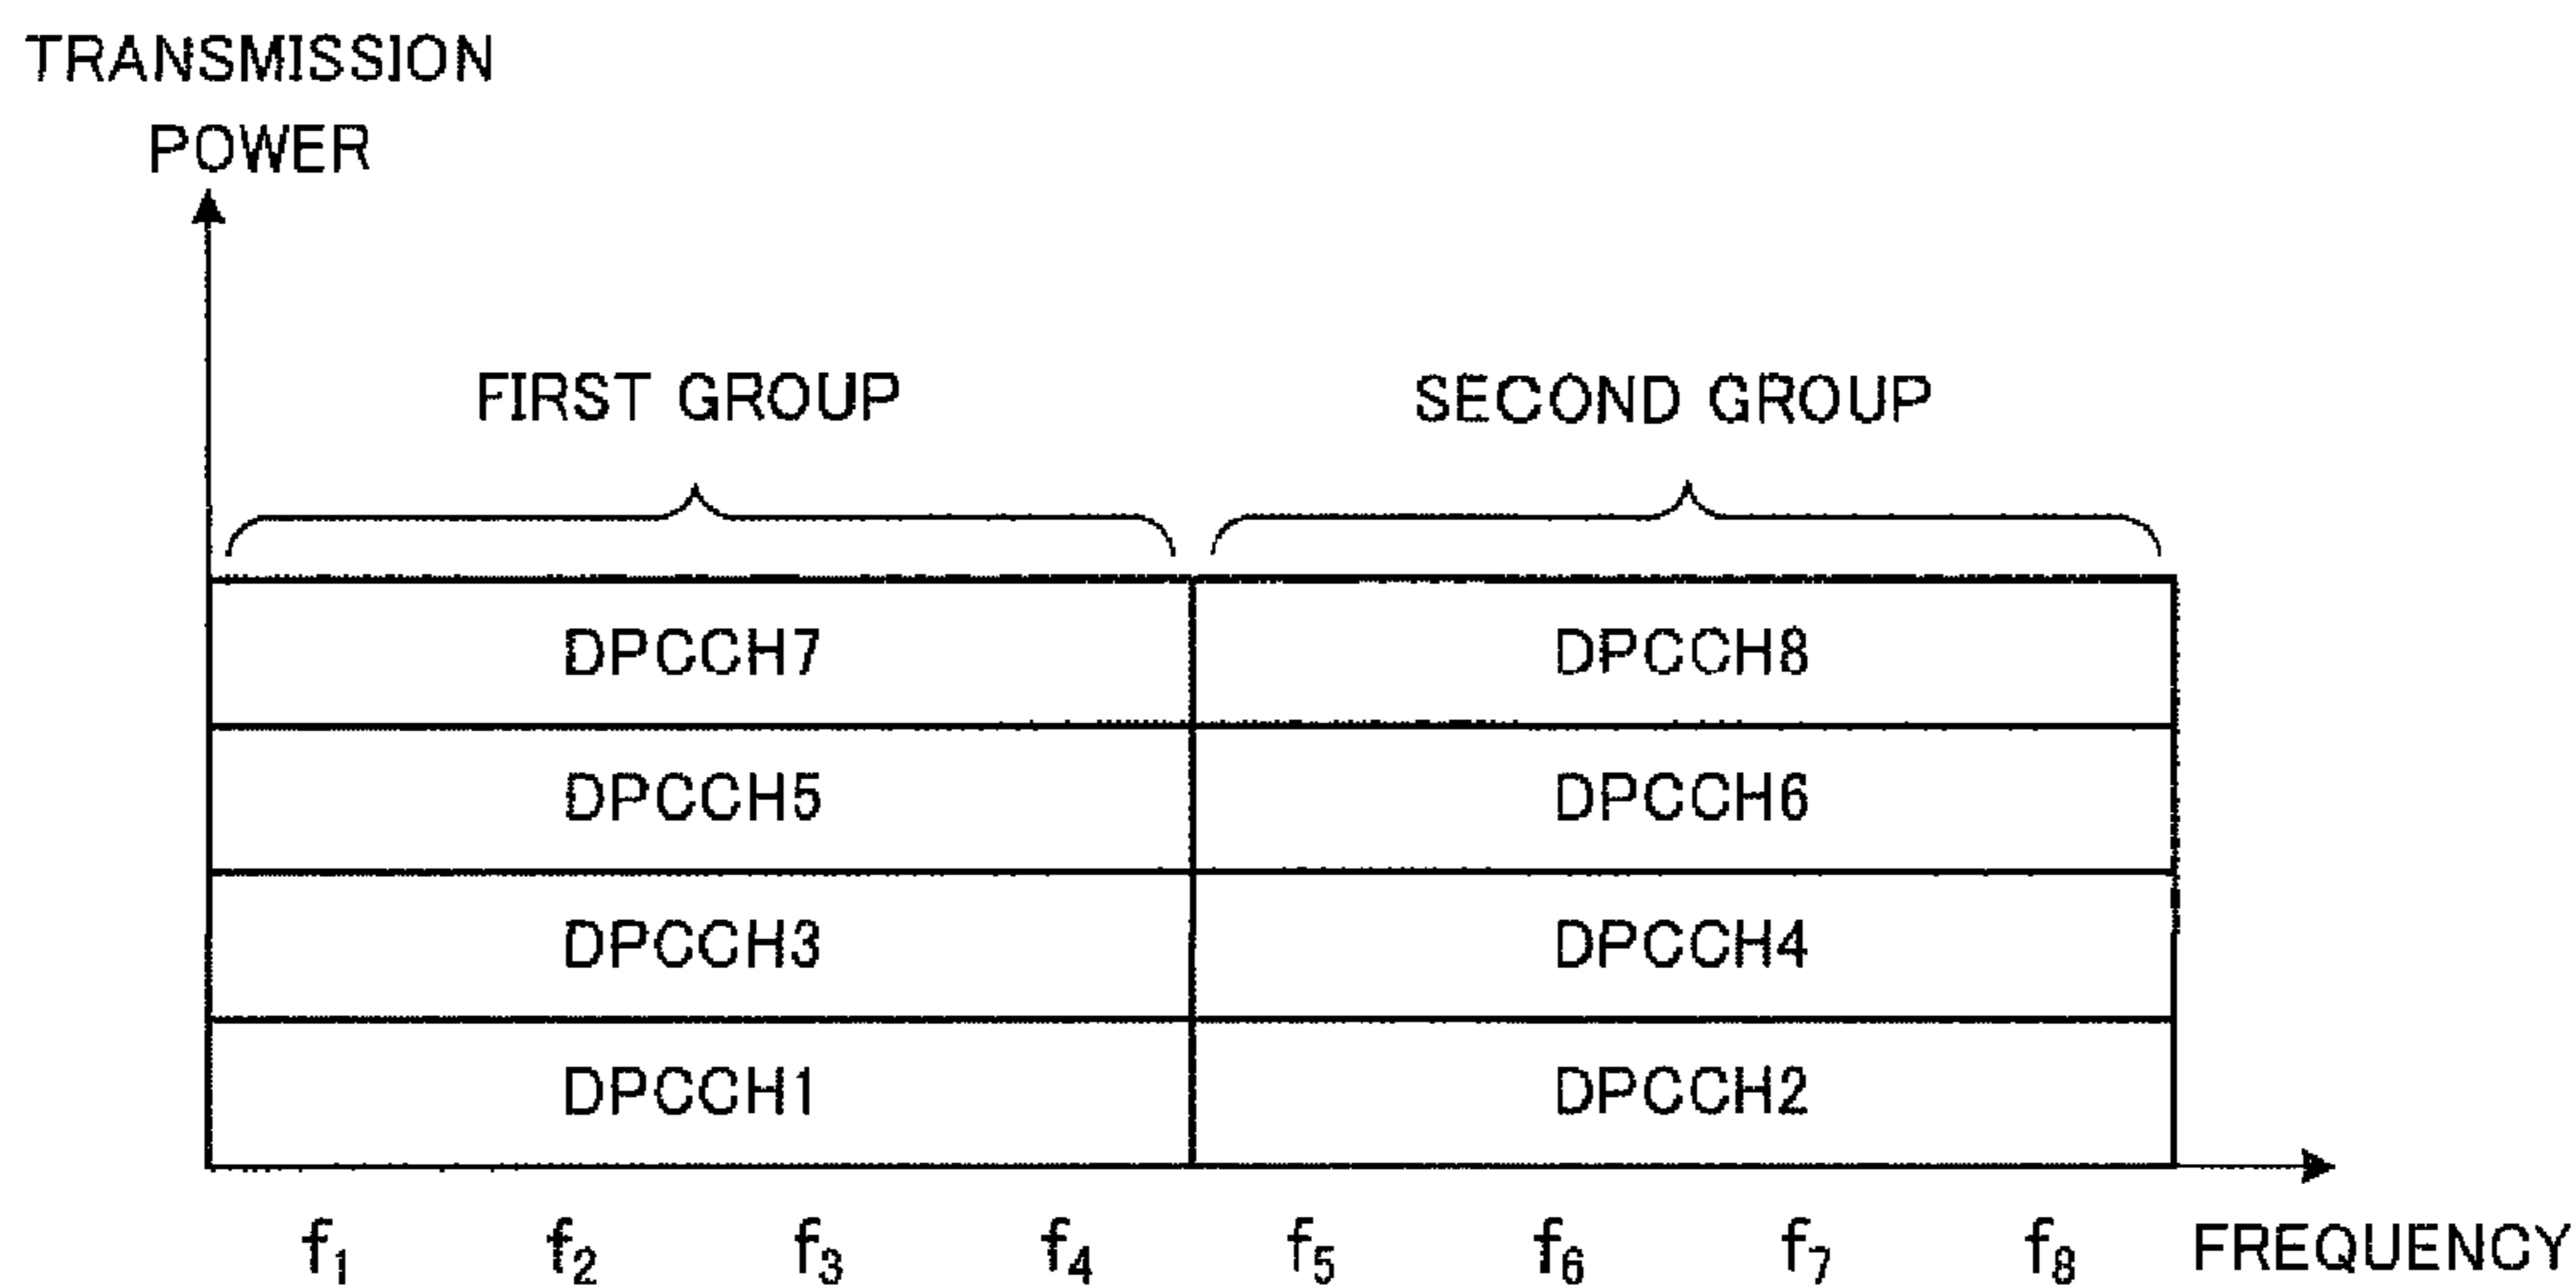 TRANSMISSION
POWER
FIRST GROUP SECOND GROUP
DPCCH7 DPCCH8
DPCCH5 DPCCH6
DPCCH3 DPCCH4
DPCCH1 DPCCH2
f1 f2 f3 f4 f5 f6 f7 f8 FREQUENCY